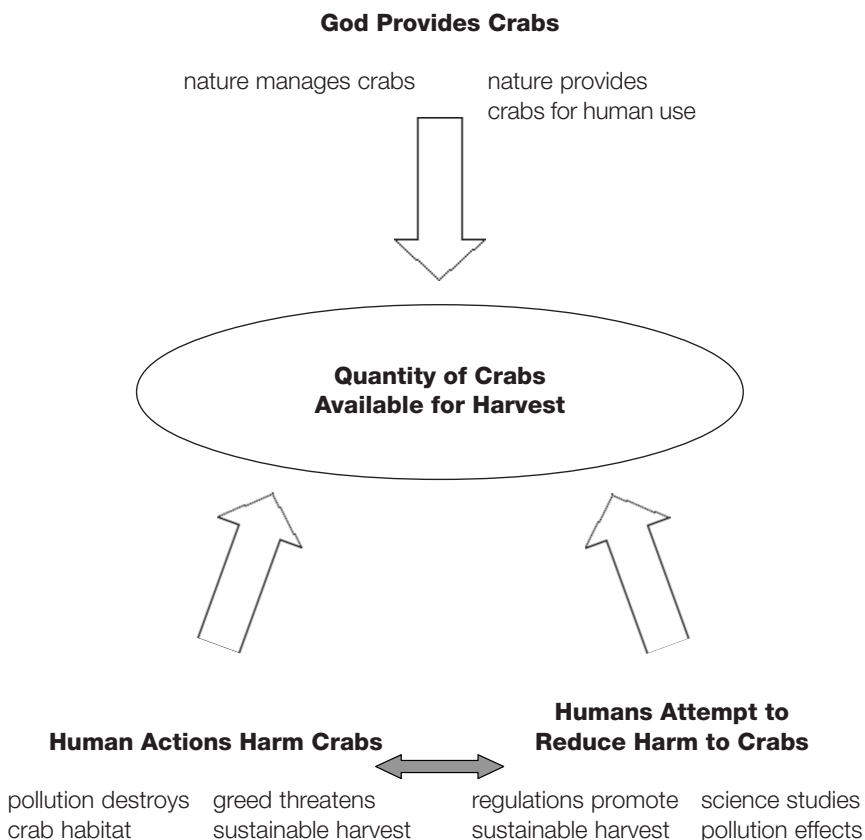 God Provides Crabs
nature manages crabs
nature provides
crabs for human use
Quantity of Crabs
Available for Harvest
Human Actions Harm Crabs
Humans Attempt to
Reduce Harm to Crabs
pollution destroys
crab habitat
greed threatens
sustainable harvest
regulations promote
sustainable harvest
science studies
pollution effects